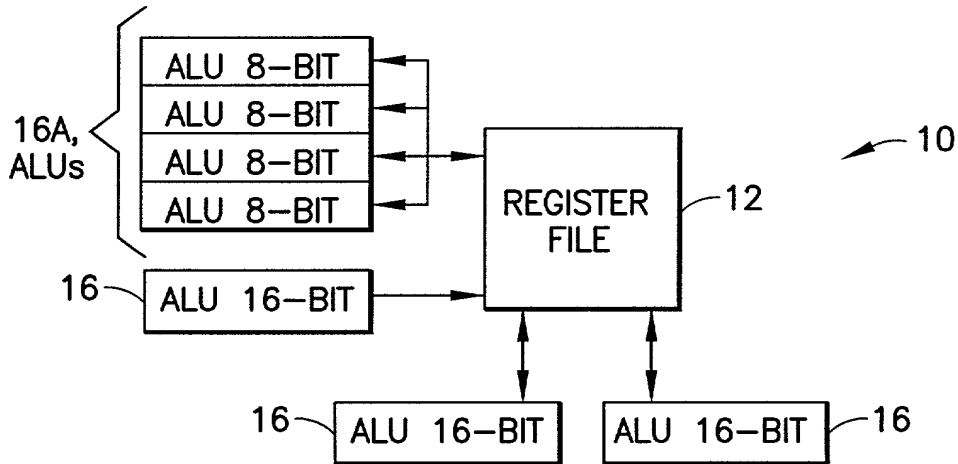 ALU 8-BIT
ALU 8-BIT
ALU 8-BIT
ALU 8-BIT
16A,
ALUs
10
REGISTER
FILE
12
16
ALU 16-BIT
16
ALU 16-BIT
ALU 16-BIT
16